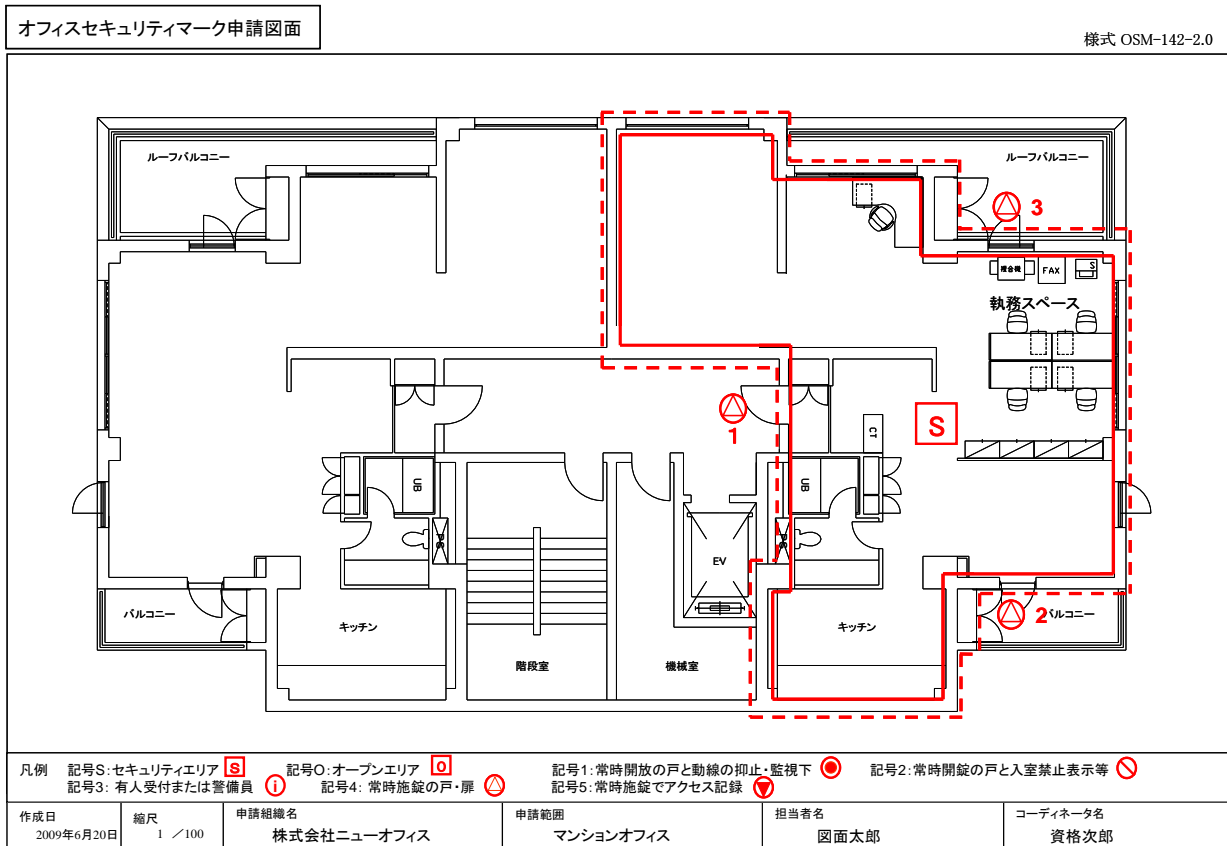 オフィスセキュリティマーク申請図面
様式 OSM-142-2.0
ルーフバルコニー
ルーフバルコニー
3
複合機
FAX
S
執務スペース
1
S
CT
UB
UB
PS
PS
EV
バルコニー
キッチン
階段室
機械室
キッチン
2
バルコニー
凡例 記号S:セキュリティエリア S 記号O:オープンエリア O 記号1:常時開放の戸と動線の抑止・監視下 記号2:常時開錠の戸と入室禁止表示等
記号3: 有人受付または警備員 i 記号4: 常時施錠の戸・扉 記号5:常時施錠でアクセス記録
作成日 縮尺 申請組織名 申請範囲 担当者名 コーディネータ名
2009年6月20日 1 /100 株式会社ニューオフィス マンションオフィス 図面太郎 資格次郎